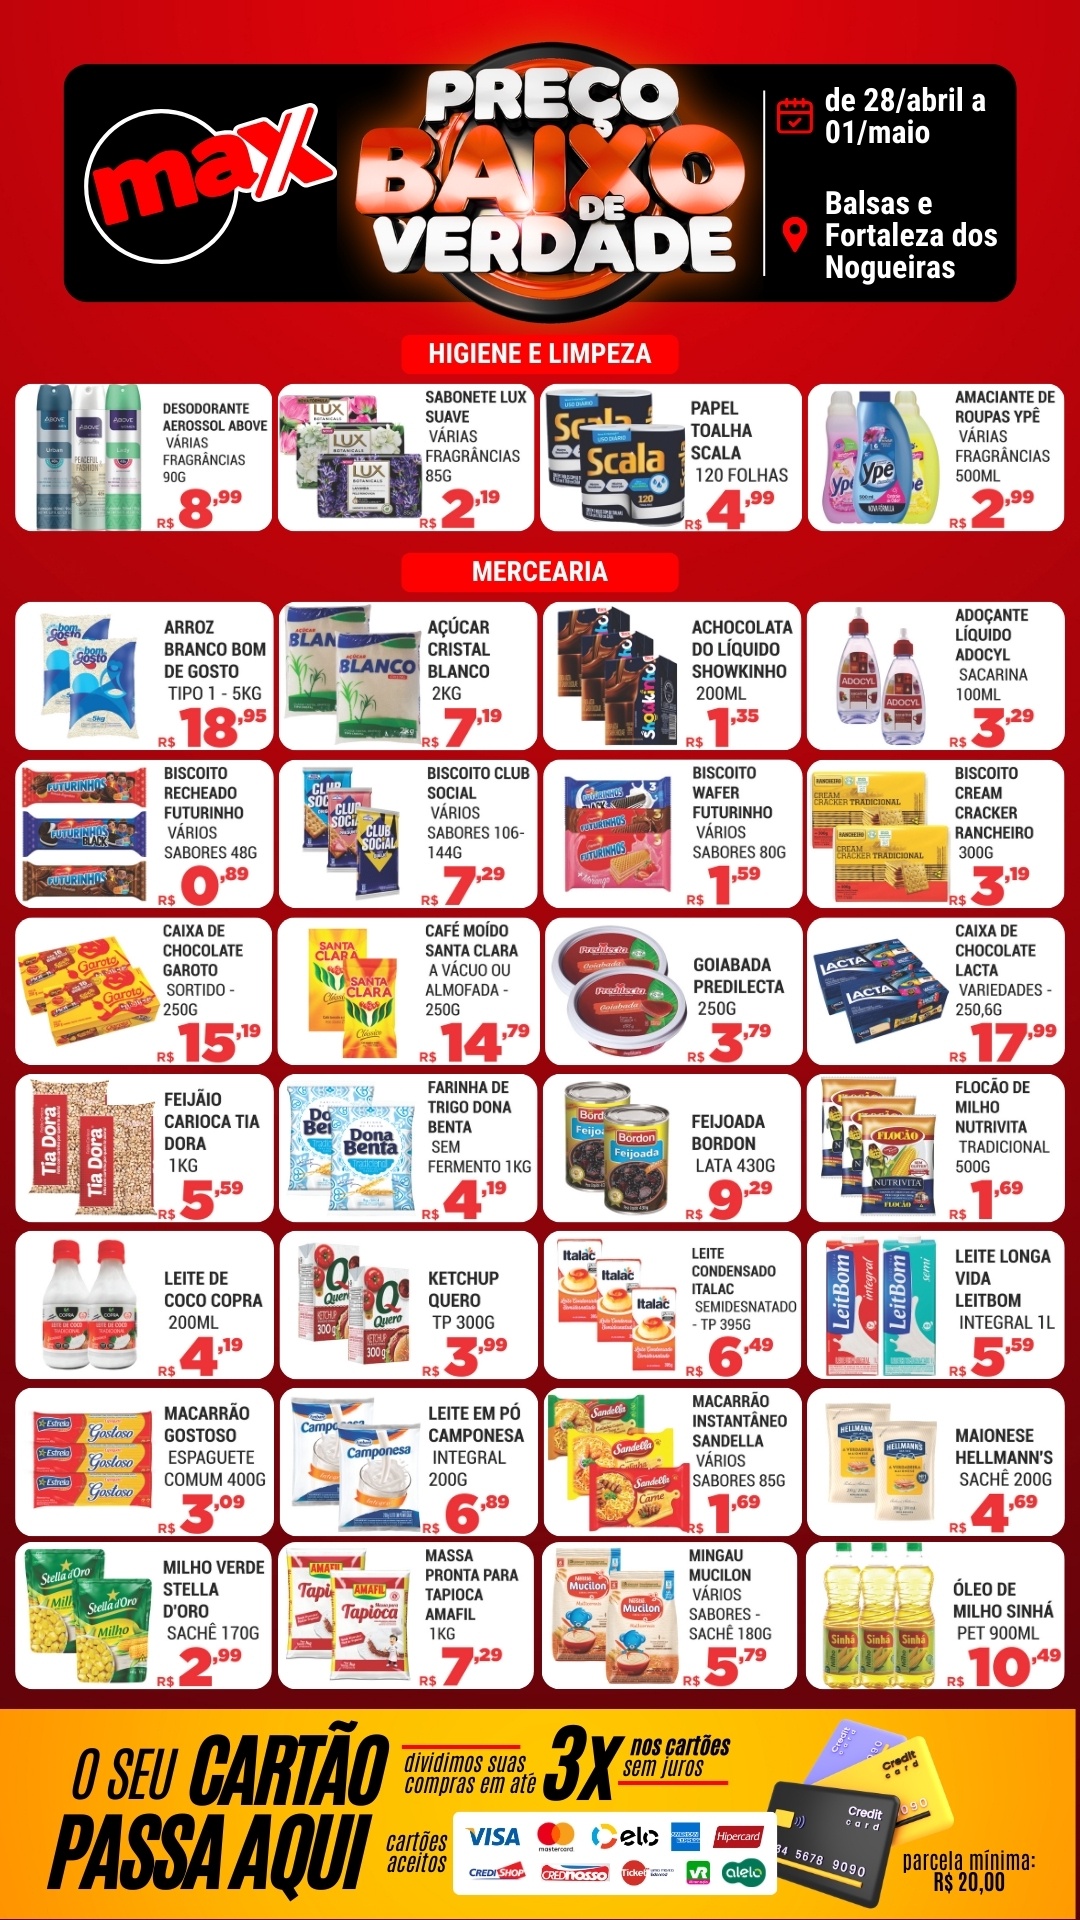 max
PREÇO
BAIXO
DE
VERDADE
de 28/abril a
01/maio
Balsas e
Fortaleza dos
Nogueiras
HIGIENE E LIMPEZA
DESODORANTE
AEROSSOL ABOVE
VÁRIAS
FRAGRÂNCIAS
90G
R$ 8,99
SABONETE LUX
SUAVE
VÁRIAS
FRAGRÂNCIAS
85G
R$ 2,19
PAPEL
TOALHA
SCALA
120 FOLHAS
R$ 4,99
AMACIANTE DE
ROUPAS YPÊ
VÁRIAS
FRAGRÂNCIAS
500ML
R$ 2,99
MERCEARIA
ARROZ
BRANCO BOM
DE GOSTO
TIPO 1 - 5KG
R$ 18,95
AÇÚCAR
CRISTAL
BLANCO
2KG
R$ 7,19
ACHOCOLATA
DO LÍQUIDO
SHOWKINHO
200ML
R$ 1,35
ADOÇANTE
LÍQUIDO
ADOCYL
SACARINA
100ML
R$ 3,29
BISCOITO
RECHEADO
FUTURINHO
VÁRIOS
SABORES 48G
R$ 0,89
BISCOITO CLUB
SOCIAL
VÁRIOS
SABORES 106-
144G
R$ 7,29
BISCOITO
WAFER
FUTURINHO
VÁRIOS
SABORES 80G
R$ 1,59
BISCOITO
CREAM
CRACKER
RANCHEIRO
300G
R$ 3,19
CAIXA DE
CHOCOLATE
GAROTO
SORTIDO -
250G
R$ 15,19
CAFÉ MOÍDO
SANTA CLARA
A VÁCUO OU
ALMOFADA -
250G
R$ 14,79
GOIABADA
PREDILECTA
250G
R$ 3,79
CAIXA DE
CHOCOLATE
LACTA
VARIEDADES -
250,6G
R$ 17,99
FEIJÃIO
CARIOCA TIA
DORA
1KG
R$ 5,59
FARINHA DE
TRIGO DONA
BENTA
SEM
FERMENTO 1KG
R$ 4,19
FEIJOADA
BORDON
LATA 430G
R$ 9,29
FLOCÃO DE
MILHO
NUTRIVITA
TRADICIONAL
500G
R$ 1,69
LEITE DE
COCO COPRA
200ML
R$ 4,19
KETCHUP
QUERO
TP 300G
R$ 3,99
LEITE
CONDENSADO
ITALAC
SEMIDESNATADO
- TP 395G
R$ 6,49
LEITE LONGA
VIDA
LEITBOM
INTEGRAL 1L
R$ 5,59
MACARRÃO
GOSTOSO
ESPAGUETE
COMUM 400G
R$ 3,09
LEITE EM PÓ
CAMPONESA
INTEGRAL
200G
R$ 6,89
MACARRÃO
INSTANTÂNEO
SANDELLA
VÁRIOS
SABORES 85G
R$ 1,69
MAIONESE
HELLMANN'S
SACHÊ 200G
R$ 4,69
MILHO VERDE
STELLA
D'ORO
SACHÊ 170G
R$ 2,99
MASSA
PRONTA PARA
TAPIOCA
AMAFIL
1KG
R$ 7,29
MINGAU
MUCILON
VÁRIOS
SABORES -
SACHÊ 180G
R$ 5,79
ÓLEO DE
MILHO SINHÁ
PET 900ML
R$ 10,49
O SEU CARTÃO
PASSA AQUI
dividimos suas
compras em até
3x
nos cartões
sem juros
cartões
aceitos
VISA
mastercard
elo
AMERICAN EXPRESS
Hipercard
CREDISHOP
CREDINOSSO
Ticket
VR
alelo
Credit card
34 5678 9090
parcela mínima:
R$ 20,00